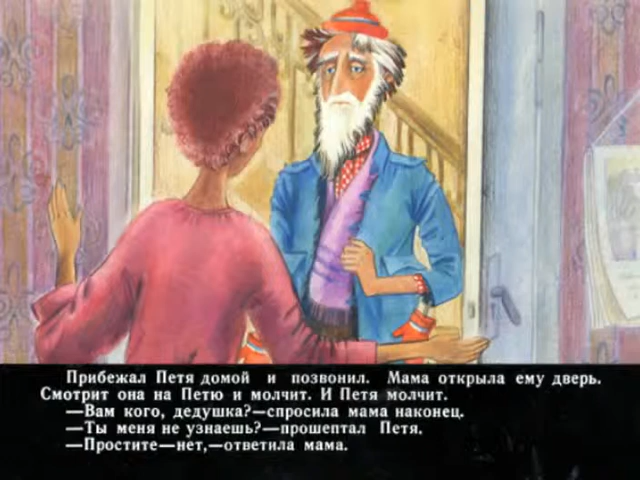 Прибежал Петя домой и позвонил. Мама открыла ему дверь.
Смотрит она на Петю и молчит. И Петя молчит.
—Вам кого, дедушка?—спросила мама наконец.
—Ты меня не узнаешь?—прошептал Петя.
—Простите—нет,—ответила мама.